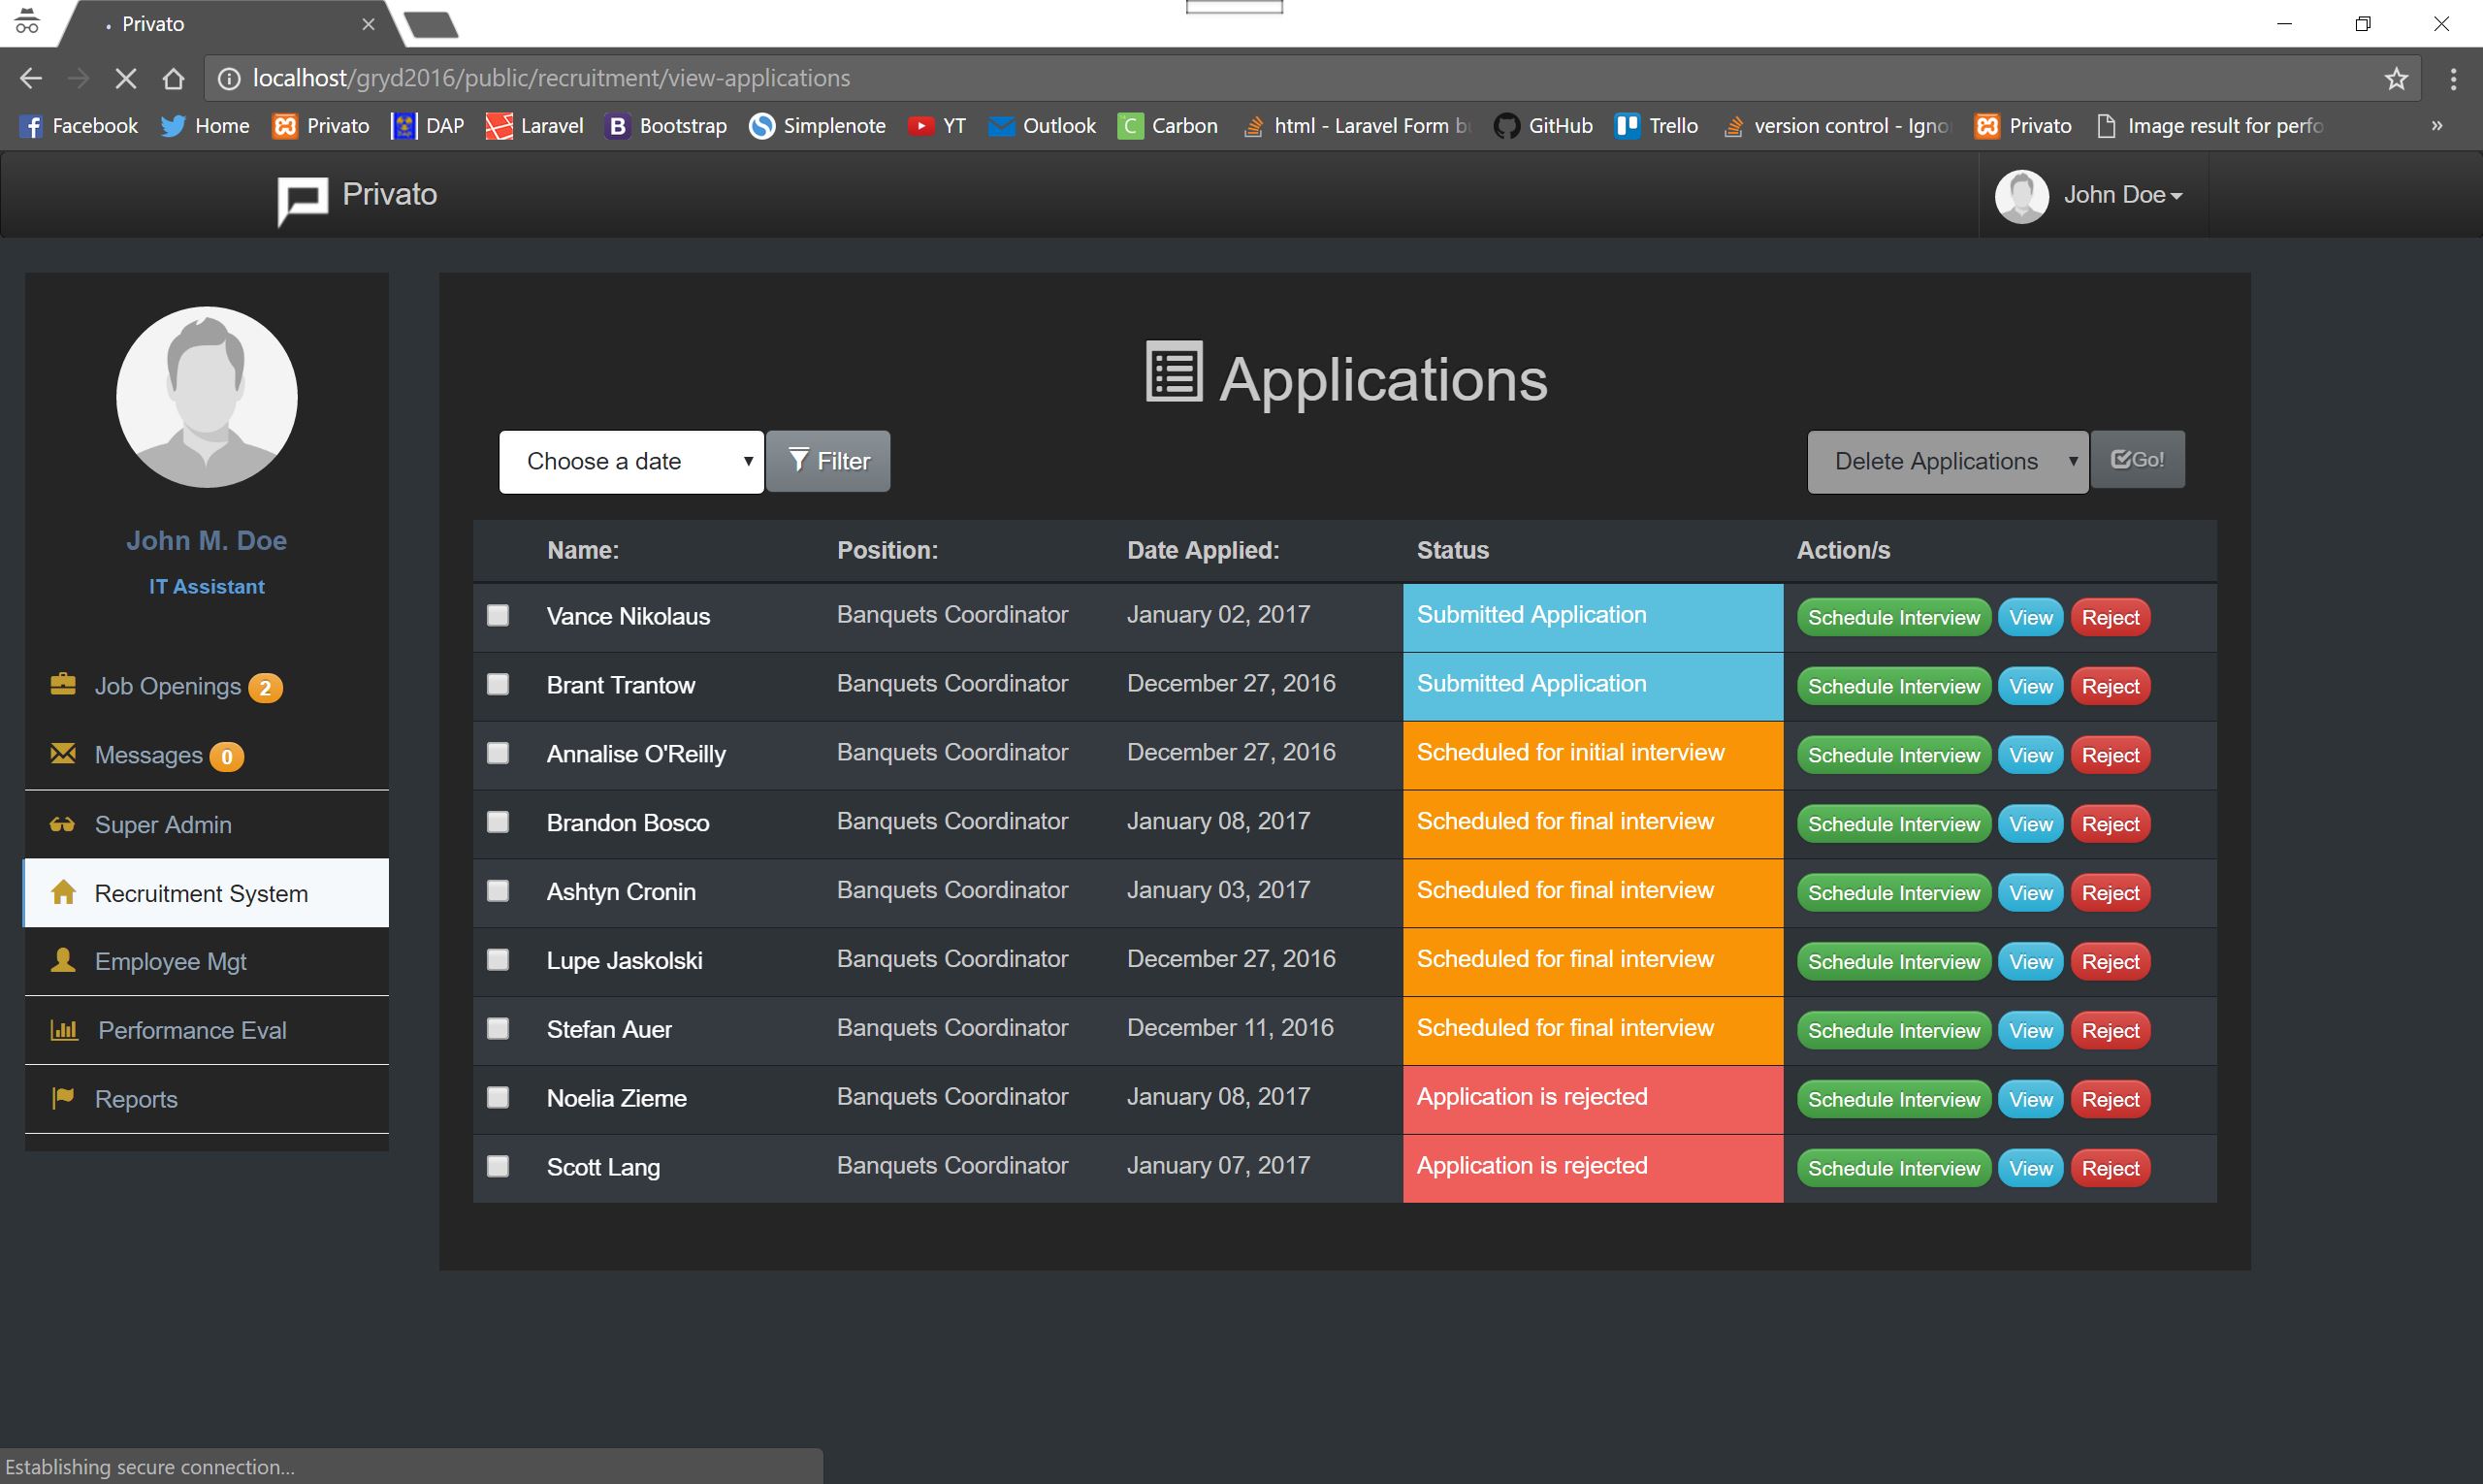 Privato
localhost/gryd2016/public/recruitment/view-applications
Facebook Home Privato DAP Laravel Bootstrap Simplenote YT Outlook Carbon html - Laravel Form GitHub Trello version control - Privato Image result for
Privato John Doe
Applications
Choose a date Filter Delete Applications Go!
John M. Doe
IT Assistant
Job Openings 2
Messages 0
Super Admin
Recruitment System
Employee Mgt
Performance Eval
Reports
Name: Position: Date Applied: Status Action/s
Vance Nikolaus Banquets Coordinator January 02, 2017 Submitted Application Schedule Interview View Reject
Brant Trantow Banquets Coordinator December 27, 2016 Submitted Application Schedule Interview View Reject
Annalise O'Reilly Banquets Coordinator December 27, 2016 Scheduled for initial interview Schedule Interview View Reject
Brandon Bosco Banquets Coordinator January 08, 2017 Scheduled for final interview Schedule Interview View Reject
Ashtyn Cronin Banquets Coordinator January 03, 2017 Scheduled for final interview Schedule Interview View Reject
Lupe Jaskolski Banquets Coordinator December 27, 2016 Scheduled for final interview Schedule Interview View Reject
Stefan Auer Banquets Coordinator December 11, 2016 Scheduled for final interview Schedule Interview View Reject
Noelia Zieme Banquets Coordinator January 08, 2017 Application is rejected Schedule Interview View Reject
Scott Lang Banquets Coordinator January 07, 2017 Application is rejected Schedule Interview View Reject
Establishing secure connection...